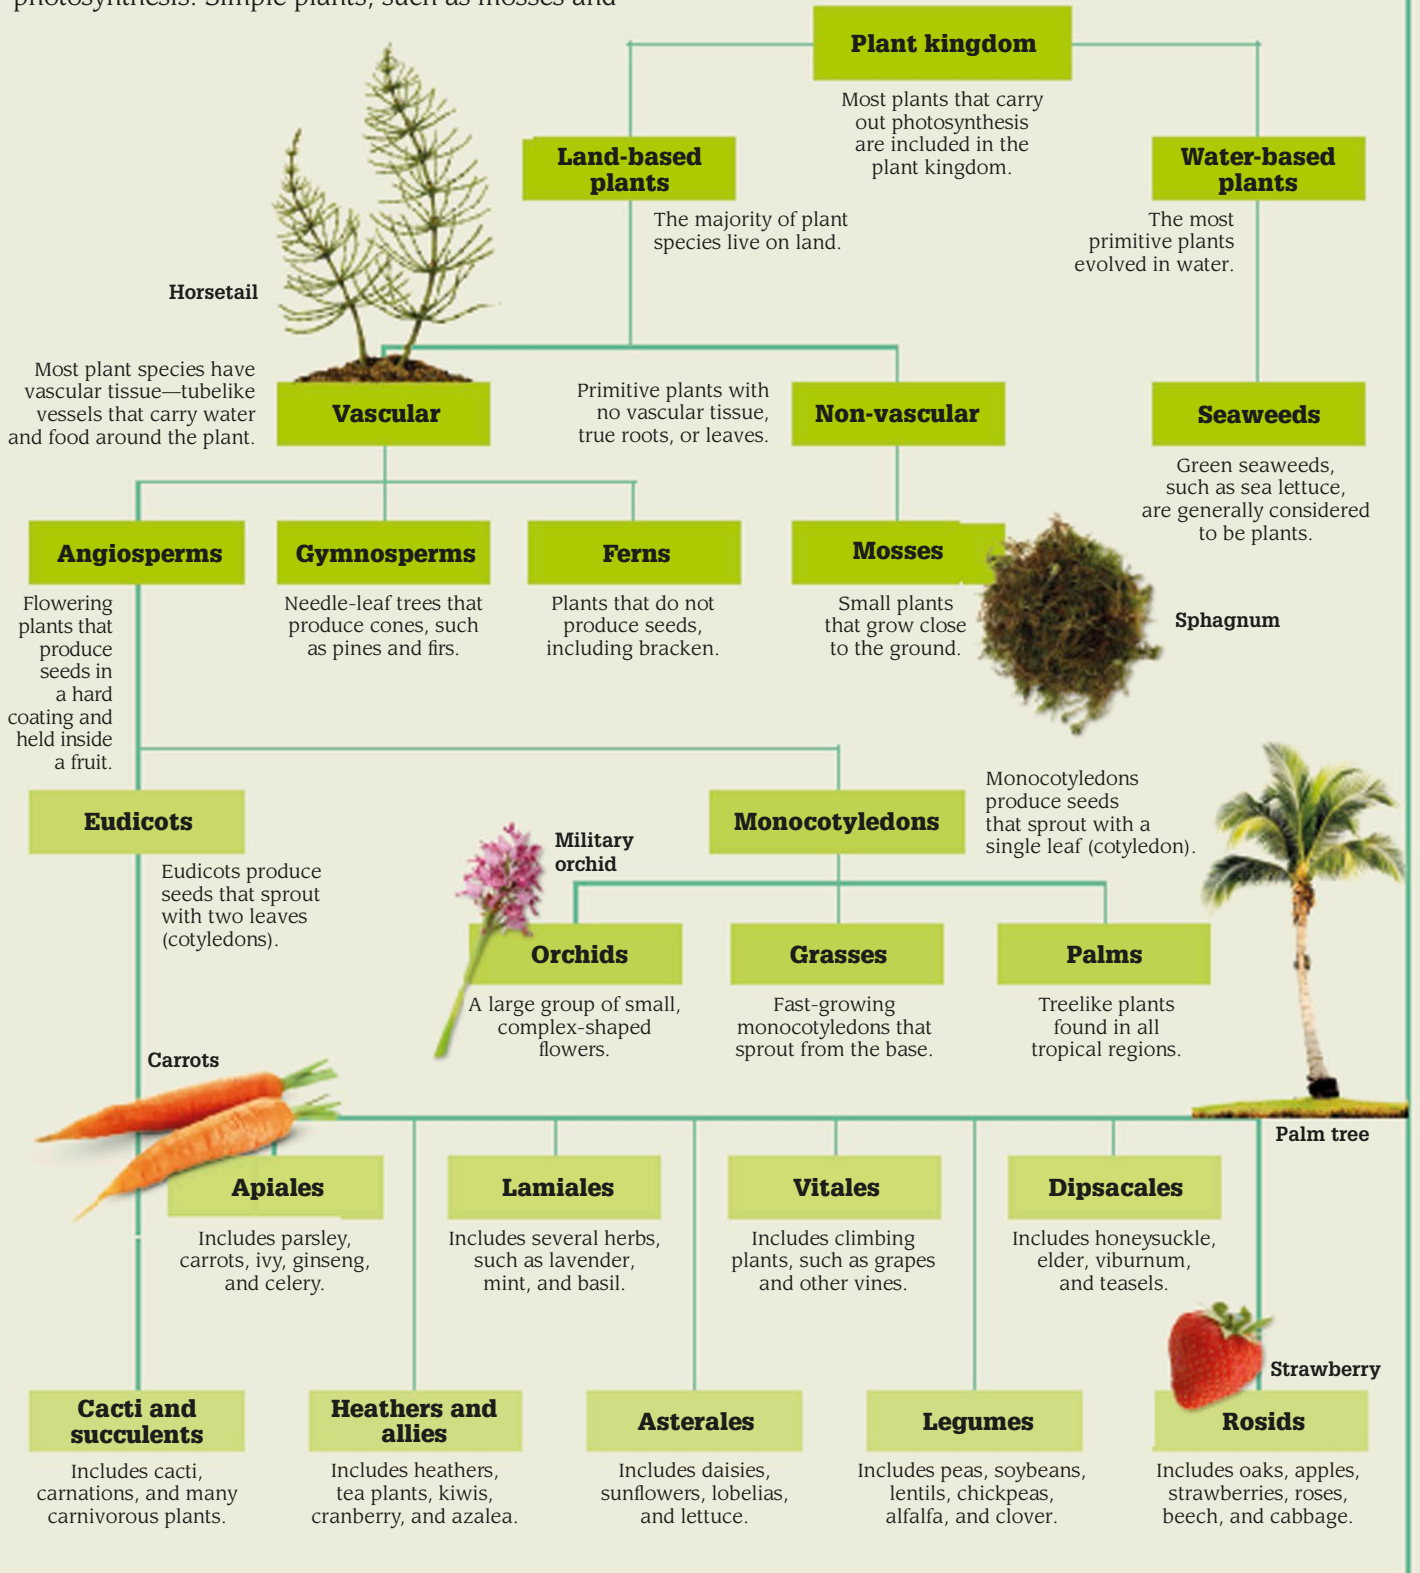 photosynthesis. Simple plants, such as mosses and
Plant kingdom
Most plants that carry
out photosynthesis
are included in the
plant kingdom.
Land-based
plants
The majority of plant
species live on land.
Water-based
plants
The most
primitive plants
evolved in water.
Horsetail
Most plant species have
vascular tissue—tubelike
vessels that carry water
and food around the plant.
Vascular
Primitive plants with
no vascular tissue,
true roots, or leaves.
Non-vascular
Seaweeds
Green seaweeds,
such as sea lettuce,
are generally considered
to be plants.
Angiosperms
Flowering
plants that
produce
seeds in
a hard
coating and
held inside
a fruit.
Gymnosperms
Needle-leaf trees that
produce cones, such
as pines and firs.
Ferns
Plants that do not
produce seeds,
including bracken.
Mosses
Small plants
that grow close
to the ground.
Sphagnum
Eudicots
Eudicots produce
seeds that sprout
with two leaves
(cotyledons).
Military
orchid
Monocotyledons
Monocotyledons
produce seeds
that sprout with a
single leaf (cotyledon).
Orchids
A large group of small,
complex-shaped
flowers.
Grasses
Fast-growing
monocotyledons that
sprout from the base.
Palms
Treelike plants
found in all
tropical regions.
Carrots
Palm tree
Apiales
Includes parsley,
carrots, ivy, ginseng,
and celery.
Lamiales
Includes several herbs,
such as lavender,
mint, and basil.
Vitales
Includes climbing
plants, such as grapes
and other vines.
Dipsacales
Includes honeysuckle,
elder, viburnum,
and teasels.
Strawberry
Cacti and
succulents
Includes cacti,
carnations, and many
carnivorous plants.
Heathers and
allies
Includes heathers,
tea plants, kiwis,
cranberry, and azalea.
Asterales
Includes daisies,
sunflowers, lobelias,
and lettuce.
Legumes
Includes peas, soybeans,
lentils, chickpeas,
alfalfa, and clover.
Rosids
Includes oaks, apples,
strawberries, roses,
beech, and cabbage.